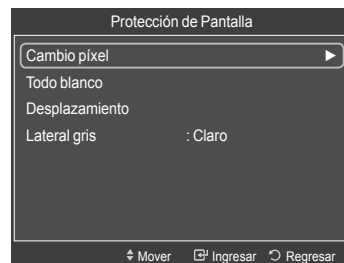 Protección de Pantalla
Cambio píxel ►
Todo blanco
Desplazamiento
Lateral gris : Claro
Mover Ingresar Regresar